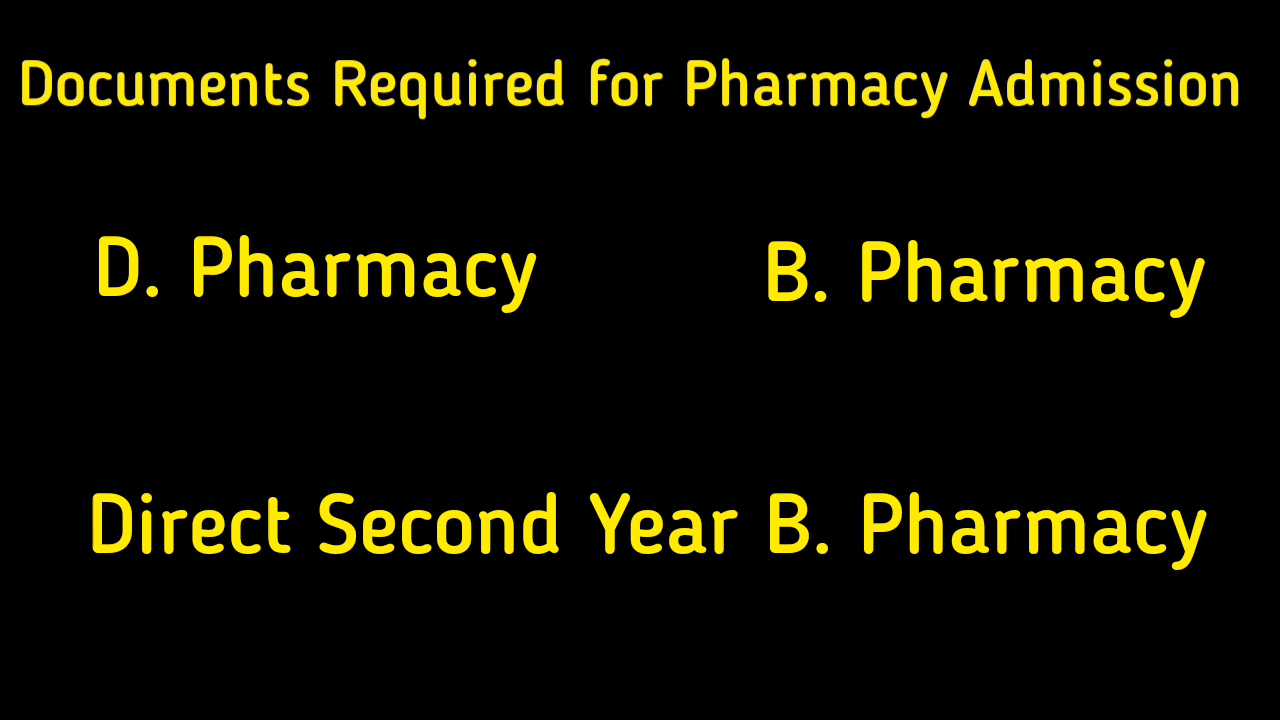 Documents Required for Pharmacy Admission
D. Pharmacy
B. Pharmacy
Direct Second Year B. Pharmacy